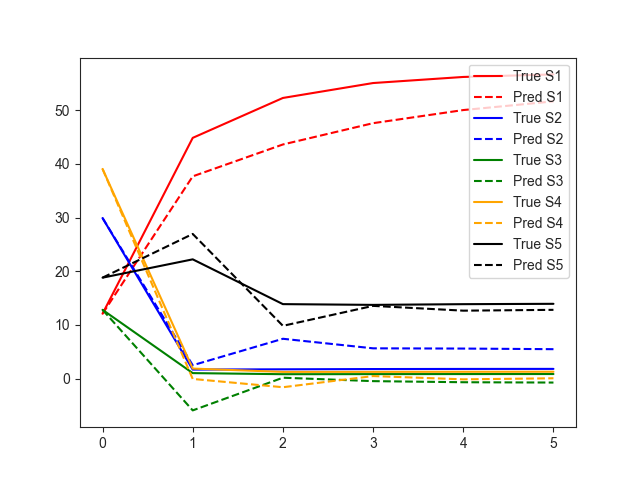 50
40
30
20
10
0
0 1 2 3 4 5
True S1
Pred S1
True S2
Pred S2
True S3
Pred S3
True S4
Pred S4
True S5
Pred S5